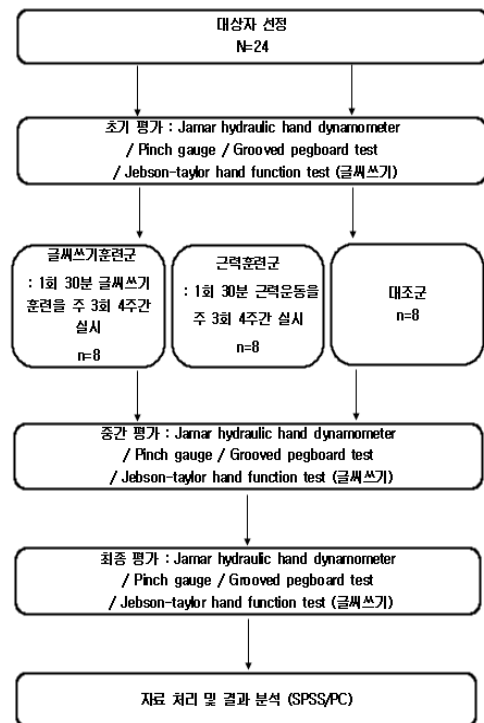 대상자 선정
N=24
초기 평가 : Jamar hydraulic hand dynamometer
/ Pinch gauge / Grooved pegboard test
/ Jebson-taylor hand function test (글씨쓰기)
글씨쓰기훈련군
: 1회 30분 글씨쓰기
훈련을 주 3회 4주간
실시
n=8
근력훈련군
: 1회 30분 근력운동을
주 3회 4주간 실시
n=8
대조군
n=8
중간 평가 : Jamar hydraulic hand dynamometer
/ Pinch gauge / Grooved pegboard test
/ Jebson-taylor hand function test (글씨쓰기)
최종 평가 : Jamar hydraulic hand dynamometer
/ Pinch gauge / Grooved pegboard test
/ Jebson-taylor hand function test (글씨쓰기)
자료 처리 및 결과 분석 (SPSS/PC)